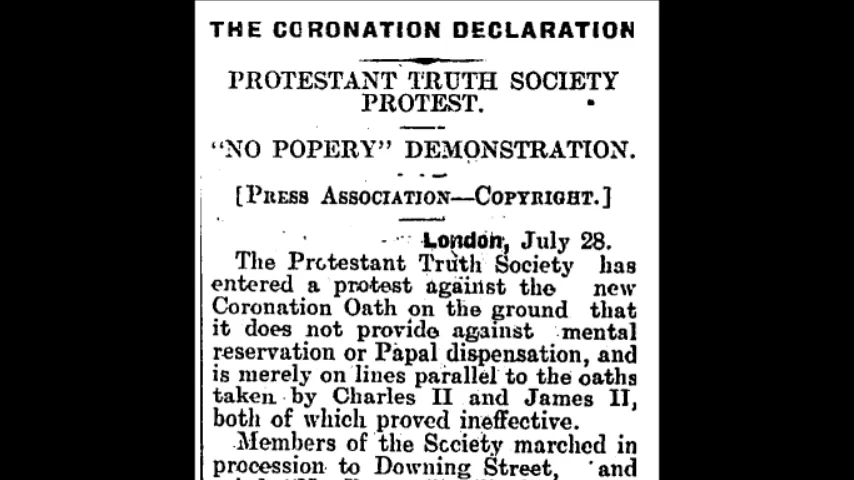 THE CORONATION DECLARATION
PROTESTANT TRUTH SOCIETY
PROTEST.
"NO POPERY" DEMONSTRATION.
[PRESS ASSOCIATION—COPYRIGHT.]
London, July 28.
The Protestant Truth Society has
entered a protest against the new
Coronation Oath on the ground that
it does not provide against mental
reservation or Papal dispensation, and
is merely on lines parallel to the oaths
taken by Charles II and James II,
both of which proved ineffective.
Members of the Society marched in
procession to Downing Street, and